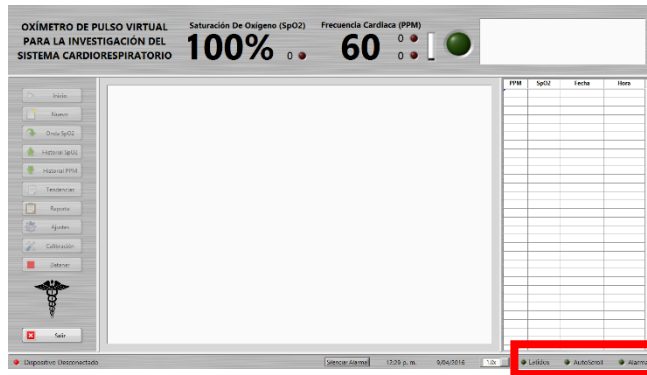 OXÍMETRO DE PULSO VIRTUAL
PARA LA INVESTIGACIÓN DEL
SISTEMA CARDIORESPIRATORIO
Saturación De Oxígeno (SpO2)
100%
0
Frecuencia Cardiaca (PPM)
60
0
0
PPM SpO2 Fecha Hora
Inicio
Nuevo
Onda SpO2
Historial SpO2
Historial PPM
Tendencias
Reporte
Ajustes
Calibración
Detener
Salir
Dispositivo Desconectado
Silenciar Alarma
12:29 p. m.
9/04/2016
Latidos
AutoScroll
Alarma